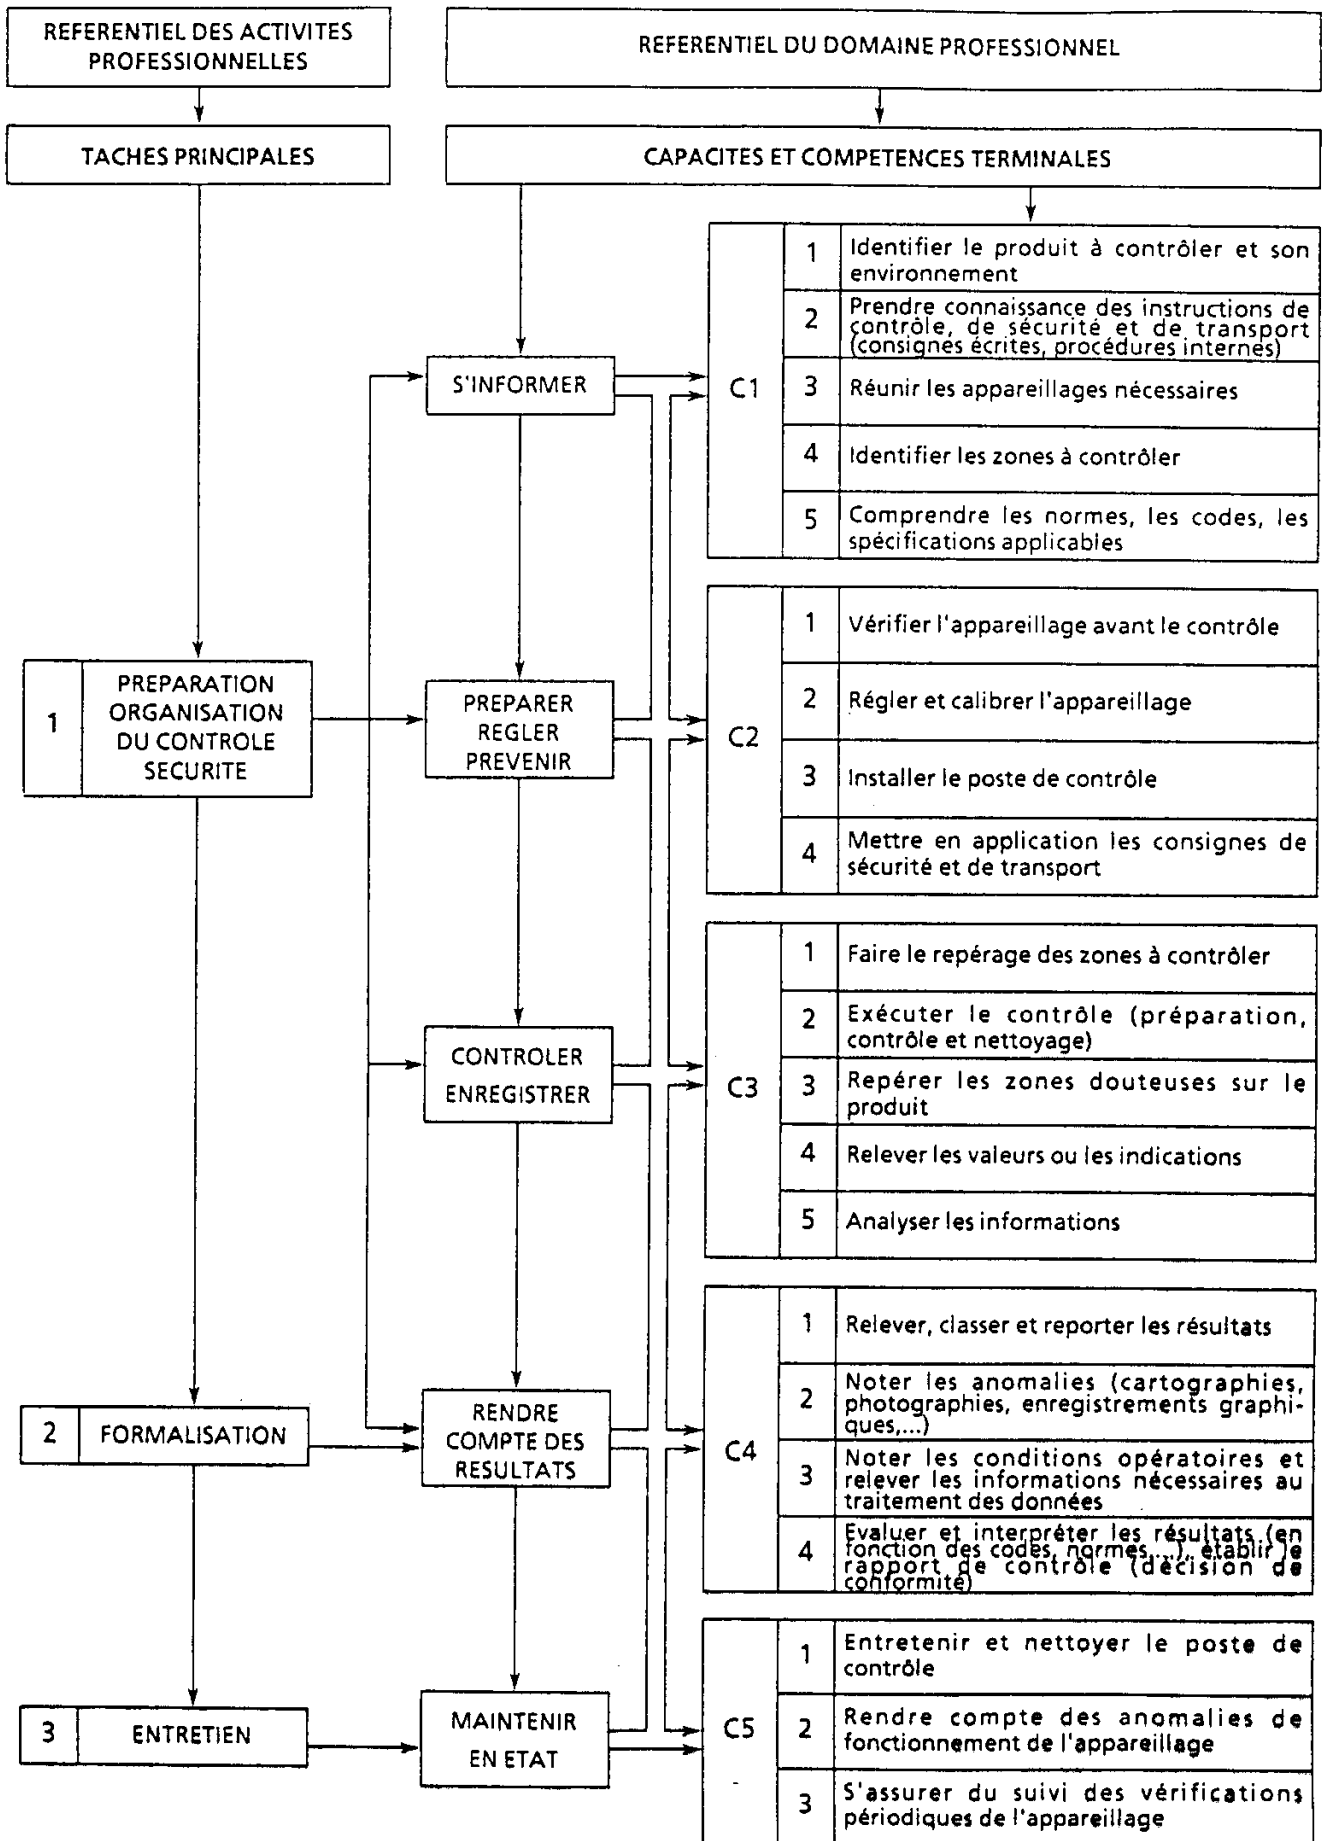 REFERENTIEL DES ACTIVITES
PROFESSIONNELLES
REFERENTIEL DU DOMAINE PROFESSIONNEL
TACHES PRINCIPALES
CAPACITES ET COMPETENCES TERMINALES
1
PREPARATION
ORGANISATION
DU CONTROLE
SECURITE
2
FORMALISATION
3
ENTRETIEN
S'INFORMER
PREPARER
REGLER
PREVENIR
CONTROLER
ENREGISTRER
RENDRE
COMPTE DES
RESULTATS
MAINTENIR
EN ETAT
C1
1
Identifier le produit à contrôler et son
environnement
2
Prendre connaissance des instructions de
contrôle, de sécurité et de transport
(consignes écrites, procédures internes)
3
Réunir les appareillages nécessaires
4
Identifier les zones à contrôler
5
Comprendre les normes, les codes, les
spécifications applicables
C2
1
Vérifier l'appareillage avant le contrôle
2
Régler et calibrer l'appareillage
3
Installer le poste de contrôle
4
Mettre en application les consignes de
sécurité et de transport
C3
1
Faire le repérage des zones à contrôler
2
Exécuter le contrôle (préparation,
contrôle et nettoyage)
3
Repérer les zones douteuses sur le
produit
4
Relever les valeurs ou les indications
5
Analyser les informations
C4
1
Relever, classer et reporter les résultats
2
Noter les anomalies (cartographies,
photographies, enregistrements graphi-
ques,...)
3
Noter les conditions opératoires et
relever les informations nécessaires au
traitement des données
4
Evaluer et interpréter les résultats (en
fonction des codes, normes,...), établir le
rapport de contrôle (décision de
conformité)
C5
1
Entretenir et nettoyer le poste de
contrôle
2
Rendre compte des anomalies de
fonctionnement de l'appareillage
3
S'assurer du suivi des vérifications
périodiques de l'appareillage